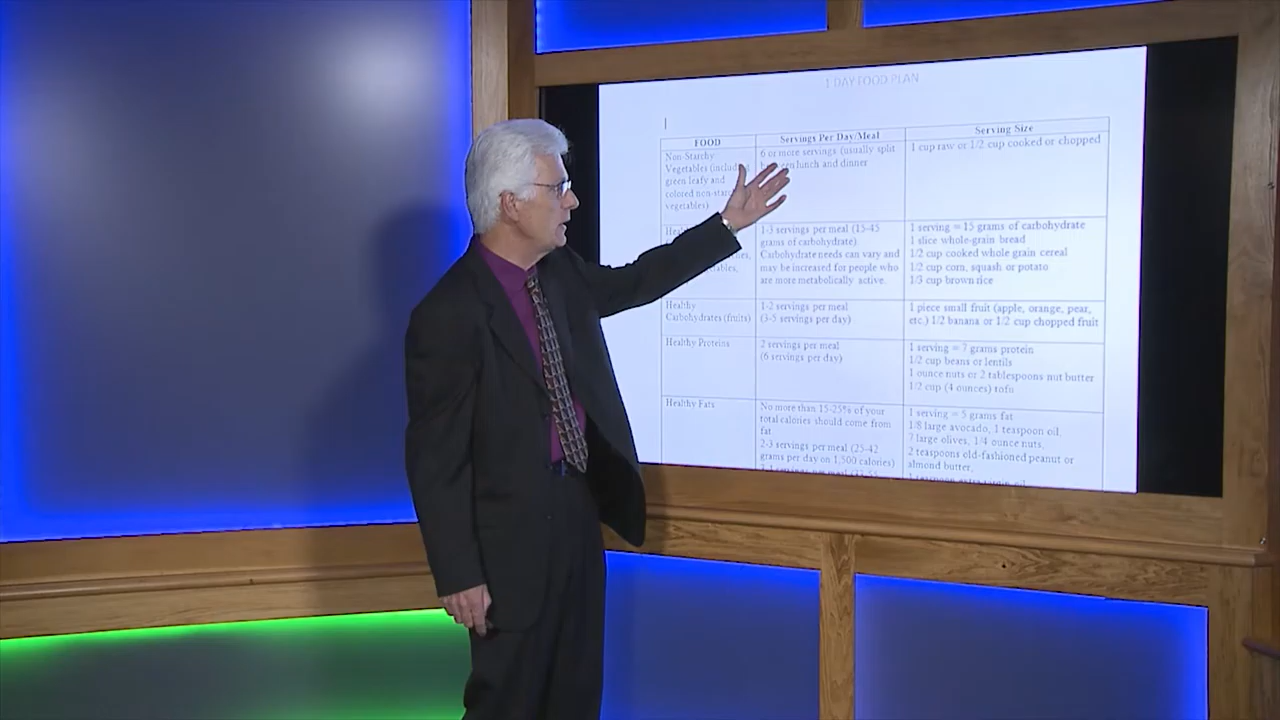 1 DAY FOOD PLAN
FOOD
Servings Per Day/Meal
Serving Size
Non-Starchy
Vegetables
green leafy and
colored
vegetables)
6 or more servings (usually split
lunch and dinner
1 cup raw or 1/2 cup cooked or chopped
1-3 servings per meal (15-45
grams of carbohydrate).
Carbohydrate needs can vary and
may be increased for people who
are more metabolically active.
1 serving = 15 grams of carbohydrate
1 slice whole-grain bread
1/2 cup cooked whole grain cereal
1/2 cup corn, squash or potato
1/3 cup brown rice
Healthy
Carbohydrates (fruits)
1-2 servings per meal
(3-5 servings per day)
1 piece small fruit (apple, orange, pear,
etc.) 1/2 banana or 1/2 cup chopped fruit
Healthy Proteins
2 servings per meal
(6 servings per day)
1 serving = 7 grams protein
1/2 cup beans or lentils
1 ounce nuts or 2 tablespoons nut butter
1/2 cup (4 ounces) tofu
Healthy Fats
No more than 15-25% of your
total calories should come from
fat
2-3 servings per meal (25-42
grams per day on 1,500 calories)
1 serving = 5 grams fat
1/8 large avocado, 1 teaspoon oil,
7 large olives, 1/4 ounce nuts,
2 teaspoons old-fashioned peanut or
almond butter,